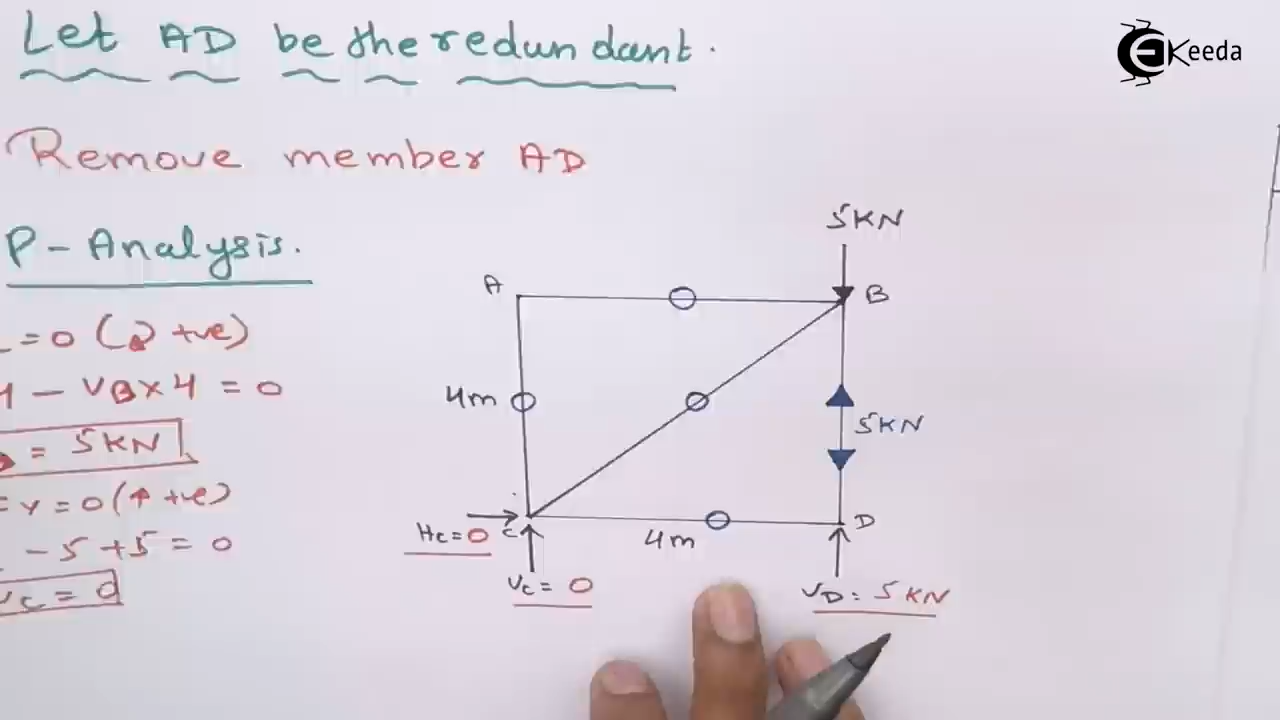 Let AD be the redundant.
Keeda
Remove member AD
P - Analysis.
= 0 (↻ +ve)
- VB x 4 = 0
= 5KN
Y = 0 (↑ +ve)
- 5 + 5 = 0
VC = 0
5KN
A
B
4m
5KN
HC = 0
C
4m
D
VC = 0
VD = 5KN